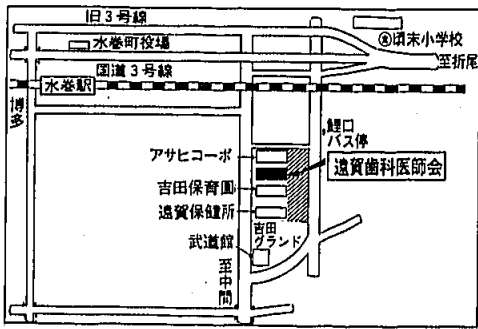 旧3号線
水巻町役場
文頃末小学校
至折尾
国道3号線
水巻駅
博多
鯉口
バス停
アサヒコーポ
遠賀歯科医師会
吉田保育園
遠賀保健所
吉田
グランド
武道館
至中間